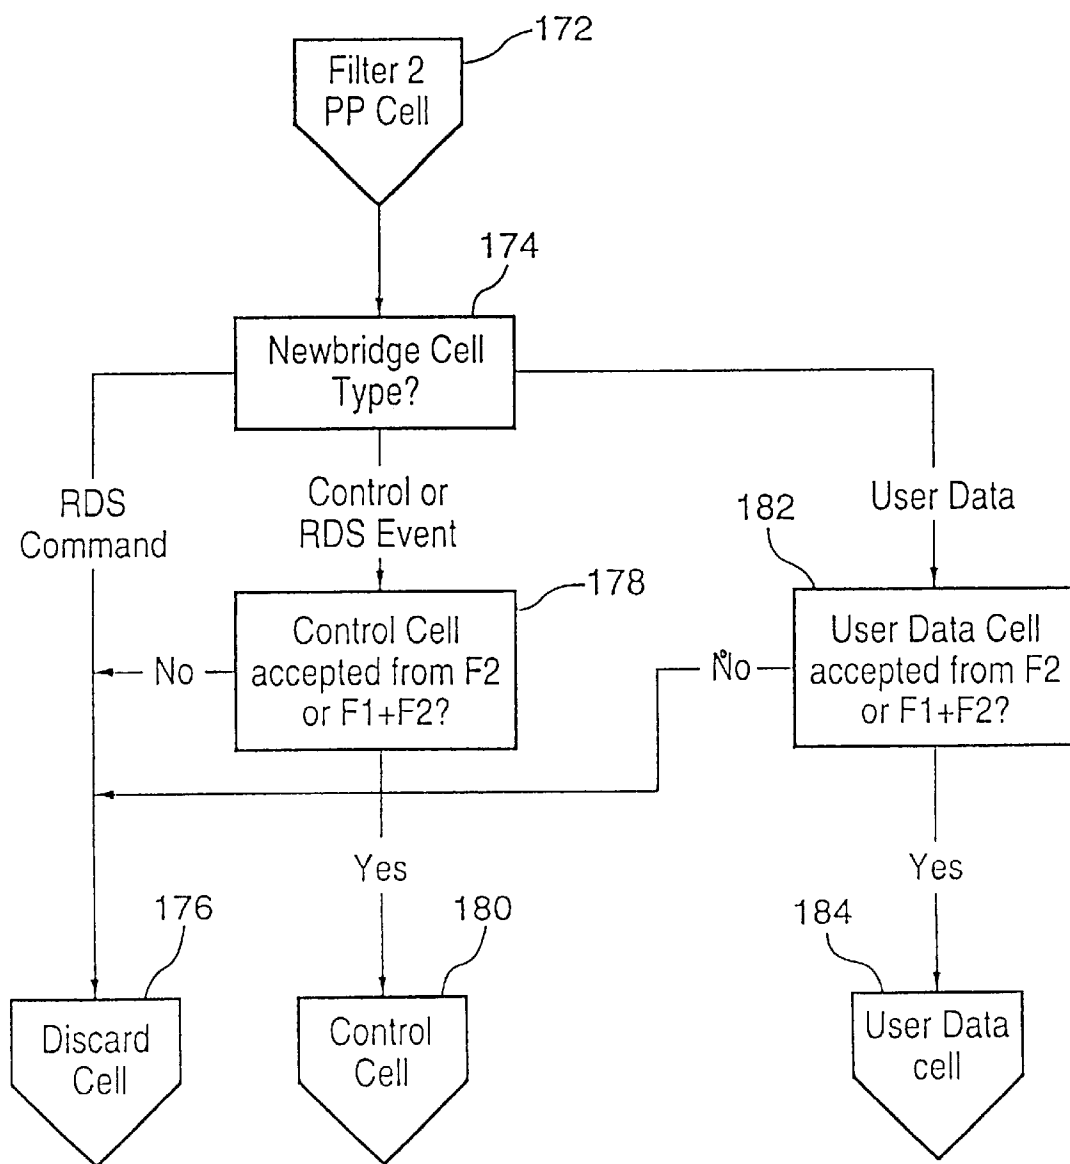 172
Filter 2
PP Cell
174
Newbridge Cell
Type?
RDS
Command
Control or
RDS Event
User Data
182
178
Control Cell
accepted from F2
or F1+F2?
No
User Data Cell
accepted from F2
or F1+F2?
No
Yes
Yes
176
180
184
Discard
Cell
Control
Cell
User Data
cell